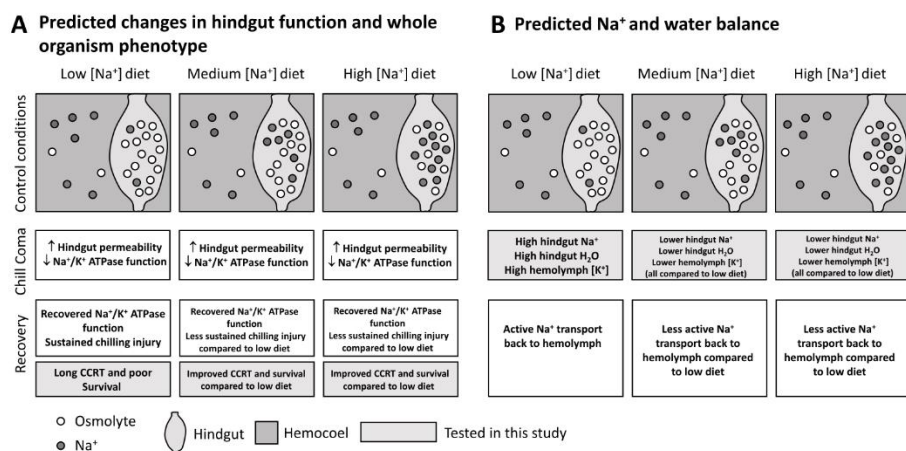 A Predicted changes in hindgut function and whole
organism phenotype
Low [Na⁺] diet
Medium [Na⁺] diet
High [Na⁺] diet
Control conditions
Chill Coma
↑ Hindgut permeability
↓ Na⁺/K⁺ ATPase function
↑ Hindgut permeability
↓ Na⁺/K⁺ ATPase function
↑ Hindgut permeability
↓ Na⁺/K⁺ ATPase function
Recovery
Recovered Na⁺/K⁺ ATPase
function
Sustained chilling injury
Recovered Na⁺/K⁺ ATPase
function
Less sustained chilling injury
compared to low diet
Recovered Na⁺/K⁺ ATPase
function
Less sustained chilling injury
compared to low diet
Long CCRT and poor
Survival
Improved CCRT and survival
compared to low diet
Improved CCRT and survival
compared to low diet
B Predicted Na⁺ and water balance
Low [Na⁺] diet
Medium [Na⁺] diet
High [Na⁺] diet
Control conditions
Chill Coma
High hindgut Na⁺
High hindgut H₂O
High hemolymph [K⁺]
Lower hindgut Na⁺
Lower hindgut H₂O
Lower hemolymph [K⁺]
(all compared to low diet)
Lower hindgut Na⁺
Lower hindgut H₂O
Lower hemolymph [K⁺]
(all compared to low diet)
Recovery
Active Na⁺ transport
back to hemolymph
Less active Na⁺
transport back to
hemolymph compared
to low diet
Less active Na⁺
transport back to
hemolymph compared
to low diet
Osmolyte
Na⁺
Hindgut
Hemocoel
Tested in this study